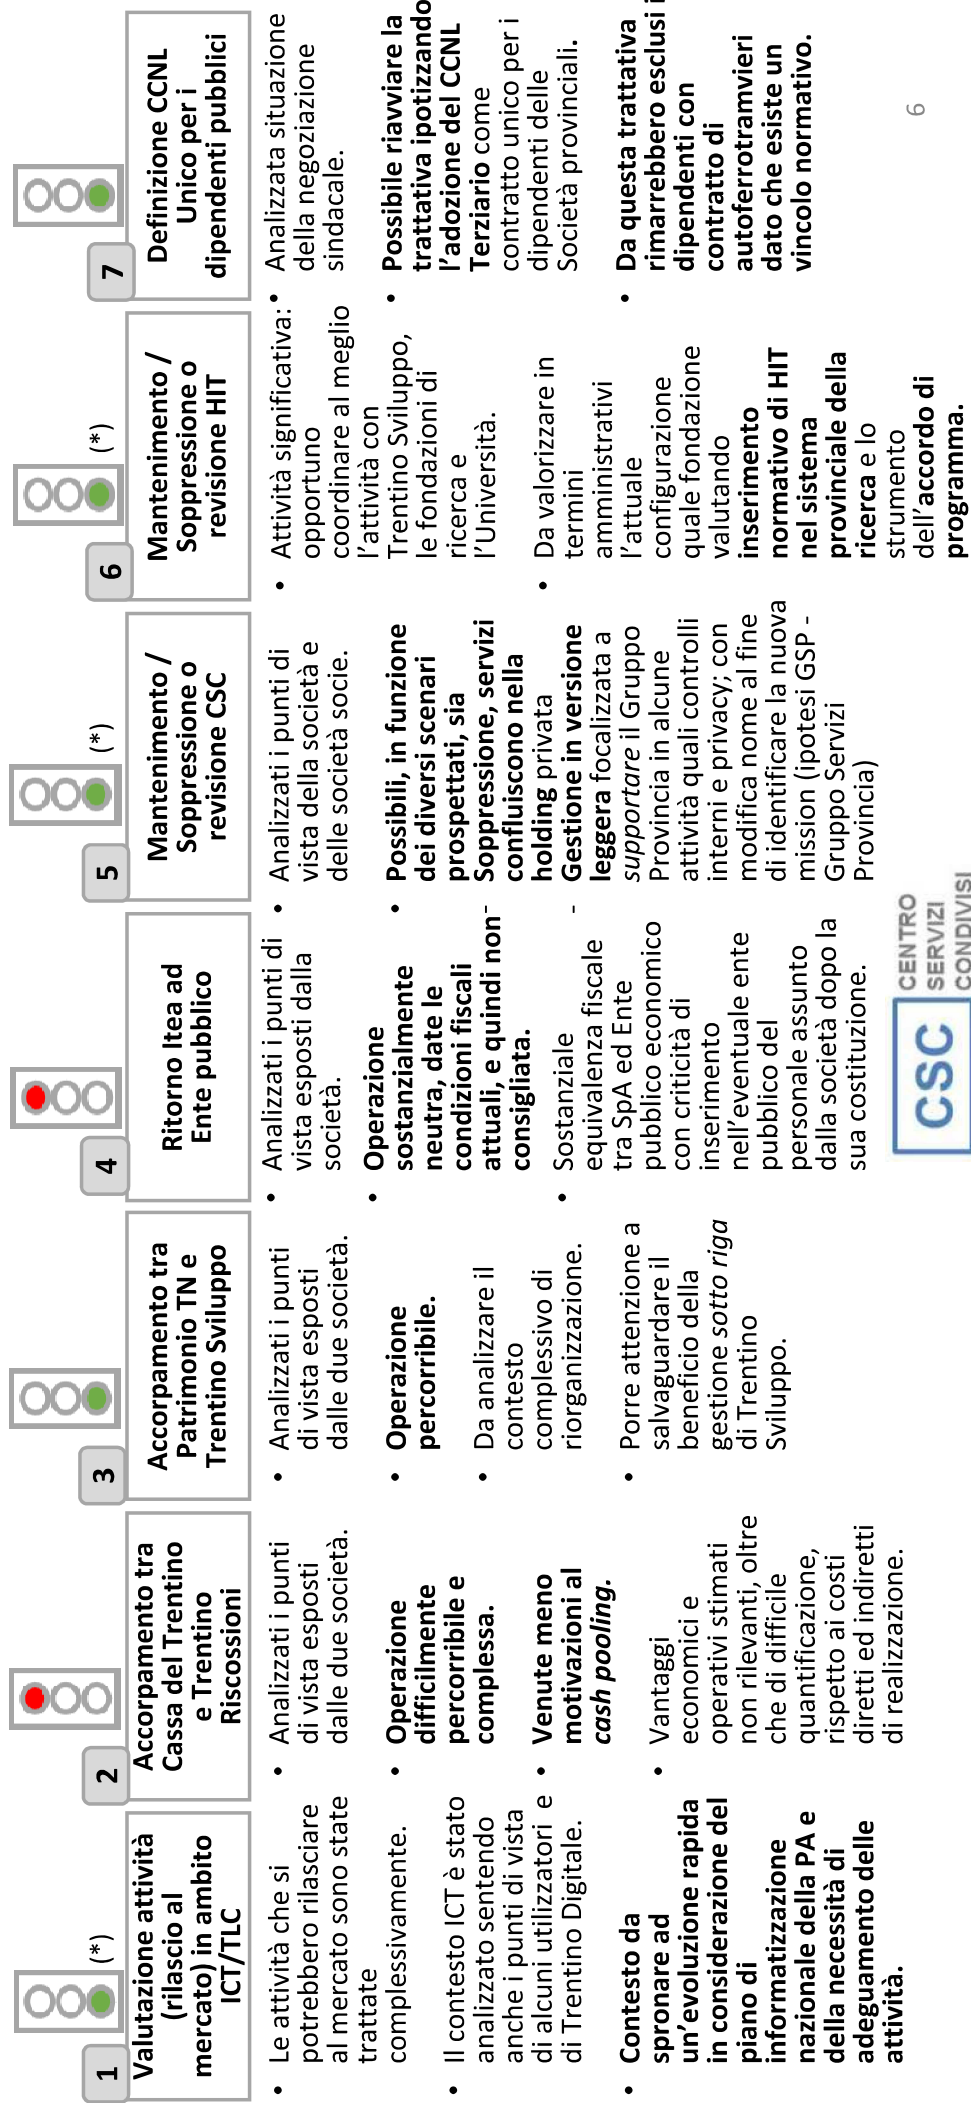 1
(*)
Valutazione attività
(rilascio al
mercato) in ambito
ICT/TLC
• Le attività che si
potrebbero rilasciare
al mercato sono state
trattate
complessivamente.
• Il contesto ICT è stato
analizzato sentendo
anche i punti di vista
di alcuni utilizzatori e
di Trentino Digitale.
• Contesto da
spronare ad
un'evoluzione rapida
in considerazione del
piano di
informatizzazione
nazionale della PA e
della necessità di
adeguamento delle
attività.
2
Accorpamento tra
Cassa del Trentino
e Trentino
Riscossioni
• Analizzati i punti
di vista esposti
dalle due società.
• Operazione
difficilmente
percorribile e
complessa.
• Venute meno
motivazioni al
cash pooling.
• Vantaggi
economici e
operativi stimati
non rilevanti, oltre
che di difficile
quantificazione,
rispetto ai costi
diretti ed indiretti
di realizzazione.
3
Accorpamento tra
Patrimonio TN e
Trentino Sviluppo
• Analizzati i punti
di vista esposti
dalle due società.
• Operazione
percorribile.
• Da analizzare il
contesto
complessivo di
riorganizzazione.
• Porre attenzione a
salvaguardare il
beneficio della
gestione sotto riga
di Trentino
Sviluppo.
4
Ritorno Itea ad
Ente pubblico
• Analizzati i punti di
vista esposti dalla
società.
• Operazione
sostanzialmente
neutra, date le
condizioni fiscali
attuali, e quindi non
consigliata.
• Sostanziale
equivalenza fiscale
tra SpA ed Ente
pubblico economico
con criticità di
inserimento
nell'eventuale ente
pubblico del
personale assunto
dalla società dopo la
sua costituzione.
5
(*)
Mantenimento /
Soppressione o
revisione CSC
• Analizzati i punti di
vista della società e
delle società socie.
• Possibili, in funzione
dei diversi scenari
prospettati, sia
- Soppressione, servizi
confluiscono nella
holding privata
- Gestione in versione
leggera focalizzata a
supportare il Gruppo
Provincia in alcune
attività quali controlli
interni e privacy; con
modifica nome al fine
di identificare la nuova
mission (ipotesi GSP -
Gruppo Servizi
Provincia)
CSC
CENTRO
SERVIZI
CONDIVISI
6
(*)
Mantenimento /
Soppressione o
revisione HIT
• Attività significativa:
opportuno
coordinare al meglio
l'attività con
Trentino Sviluppo,
le fondazioni di
ricerca e
l'Università.
• Da valorizzare in
termini
amministrativi
l'attuale
configurazione
quale fondazione
valutando
inserimento
normativo di HIT
nel sistema
provinciale della
ricerca e lo
strumento
dell'accordo di
programma.
7
Definizione CCNL
Unico per i
dipendenti pubblici
• Analizzata situazione
della negoziazione
sindacale.
• Possibile riavviare la
trattativa ipotizzando
l'adozione del CCNL
Terziario come
contratto unico per i
dipendenti delle
Società provinciali.
• Da questa trattativa
rimarrebbero esclusi i
dipendenti con
contratto di
autoferrotramvieri
dato che esiste un
vincolo normativo.
6